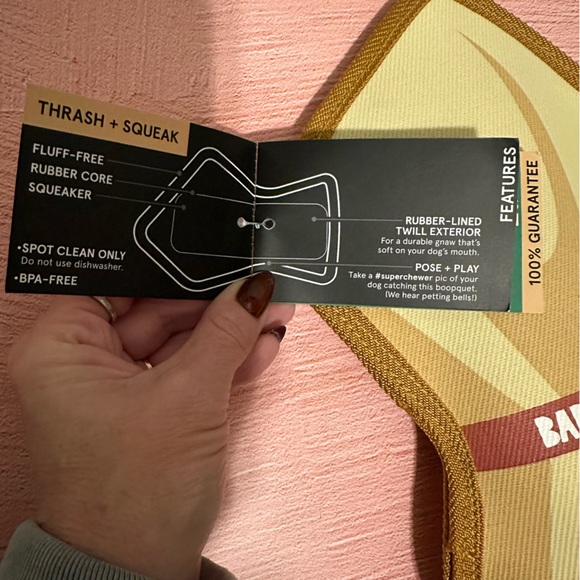 THRASH + SQUEAK
FLUFF-FREE
RUBBER CORE
SQUEAKER
•SPOT CLEAN ONLY
Do not use dishwasher.
•BPA-FREE
RUBBER-LINED
TWILL EXTERIOR
For a durable gnaw that's
soft on your dog's mouth.
POSE + PLAY
Take a #superchewer pic of your
dog catching this boopquet.
(We hear petting bells!)
FEATURES
100% GUARANTEE